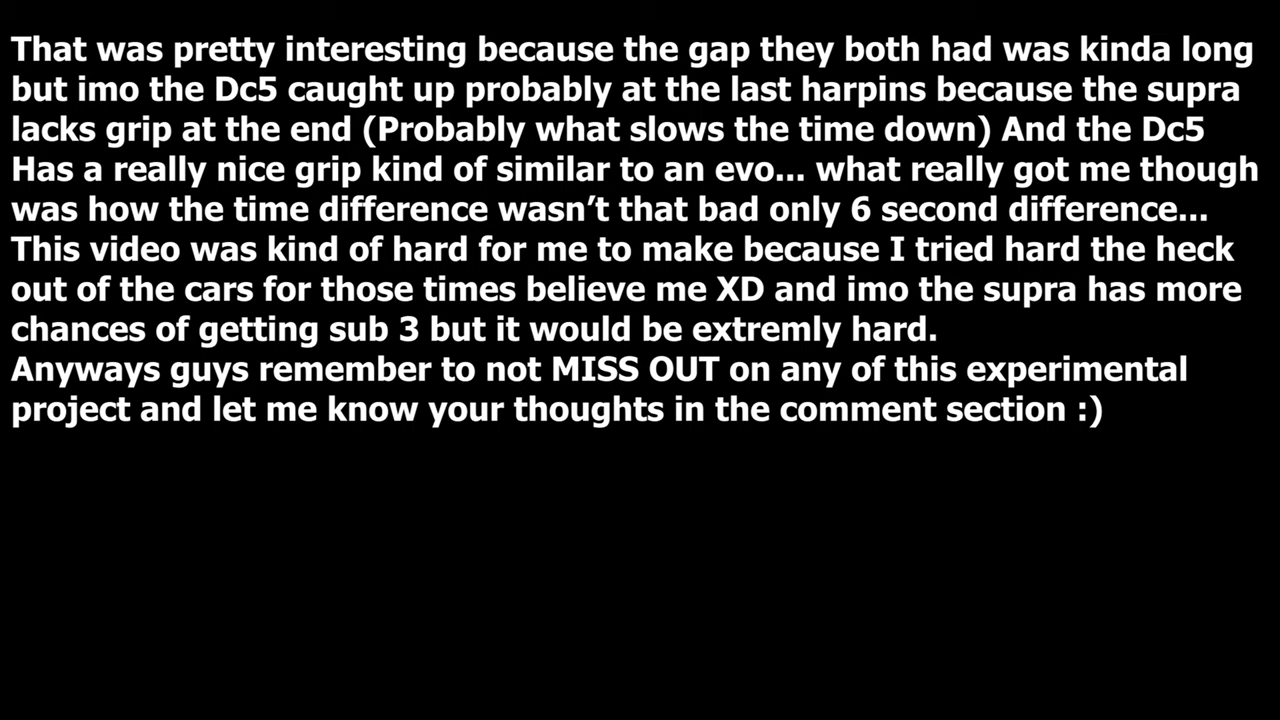 That was pretty interesting because the gap they both had was kinda long
but imo the Dc5 caught up probably at the last harpins because the supra
lacks grip at the end (Probably what slows the time down) And the Dc5
Has a really nice grip kind of similar to an evo... what really got me though
was how the time difference wasn’t that bad only 6 second difference...
This video was kind of hard for me to make because I tried hard the heck
out of the cars for those times believe me XD and imo the supra has more
chances of getting sub 3 but it would be extremly hard.
Anyways guys remember to not MISS OUT on any of this experimental
project and let me know your thoughts in the comment section :)